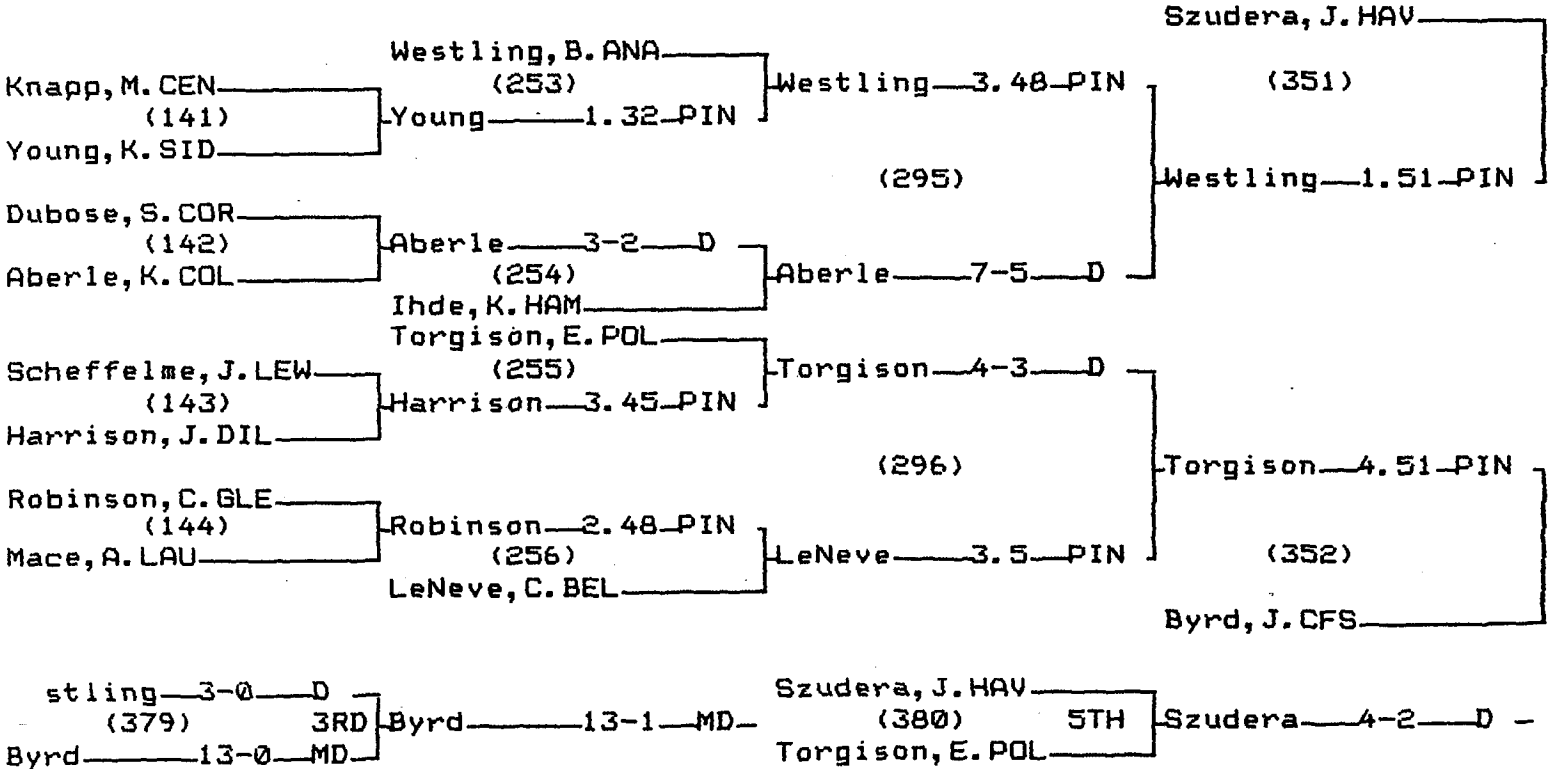 Szudera, J. HAV
Westling, B. ANA
Knapp, M. CEN (253) Westling 3.48 PIN (351)
(141) Young 1.32 PIN
Young, K. SID
(295) Westling 1.51 PIN
Dubose, S. COR
(142) Aberle 3-2 D
Aberle, K. COL (254) Aberle 7-5 D
Ihde, K. HAM
Torgison, E. POL
Scheffelme, J. LEW (255) Torgison 4-3 D
(143) Harrison 3.45 PIN
Harrison, J. DIL
(296) Torgison 4.51 PIN
Robinson, C. GLE
(144) Robinson 2.48 PIN
Mace, A. LAU (256) LeNeve 3.5 PIN (352)
LeNeve, C. BEL
Byrd, J. CFS
stling 3-0 D Szudera, J. HAV
(379) 3RD Byrd 13-1 MD (380) 5TH Szudera 4-2 D
Byrd 13-0 MD Torgison, E. POL